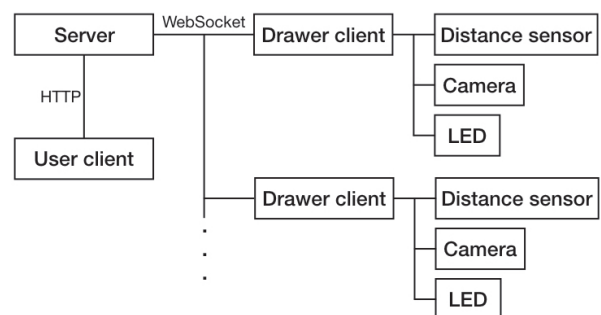 Server
WebSocket
Drawer client
Distance sensor
Camera
LED
HTTP
User client
Drawer client
Distance sensor
Camera
LED